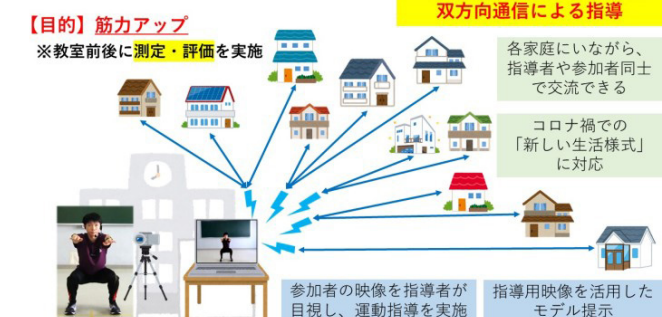 【目的】筋力アップ
※教室前後に測定・評価を実施
双方向通信による指導
各家庭にいながら、
指導者や参加者同士
で交流できる
コロナ禍での
「新しい生活様式」
に対応
参加者の映像を指導者が
目視し、運動指導を実施
指導用映像を活用した
モデル提示